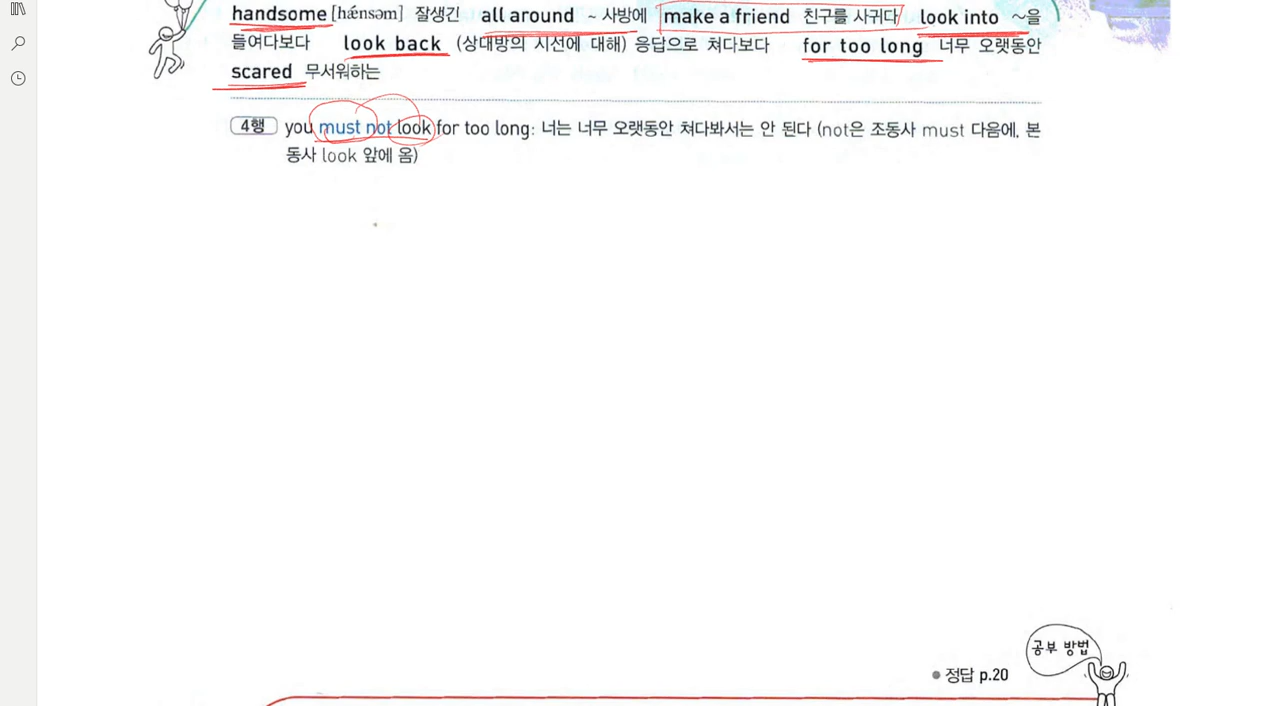 handsome [hǽnsəm] 잘생긴 all around ~ 사방에 make a friend 친구를 사귀다 look into ~을
들여다보다 look back (상대방의 시선에 대해) 응답으로 쳐다보다 for too long 너무 오랫동안
scared 무서워하는
4행 you must not look for too long: 너는 너무 오랫동안 쳐다봐서는 안 된다 (not은 조동사 must 다음에, 본
동사 look 앞에 옴)
공부 방법
정답 p.20